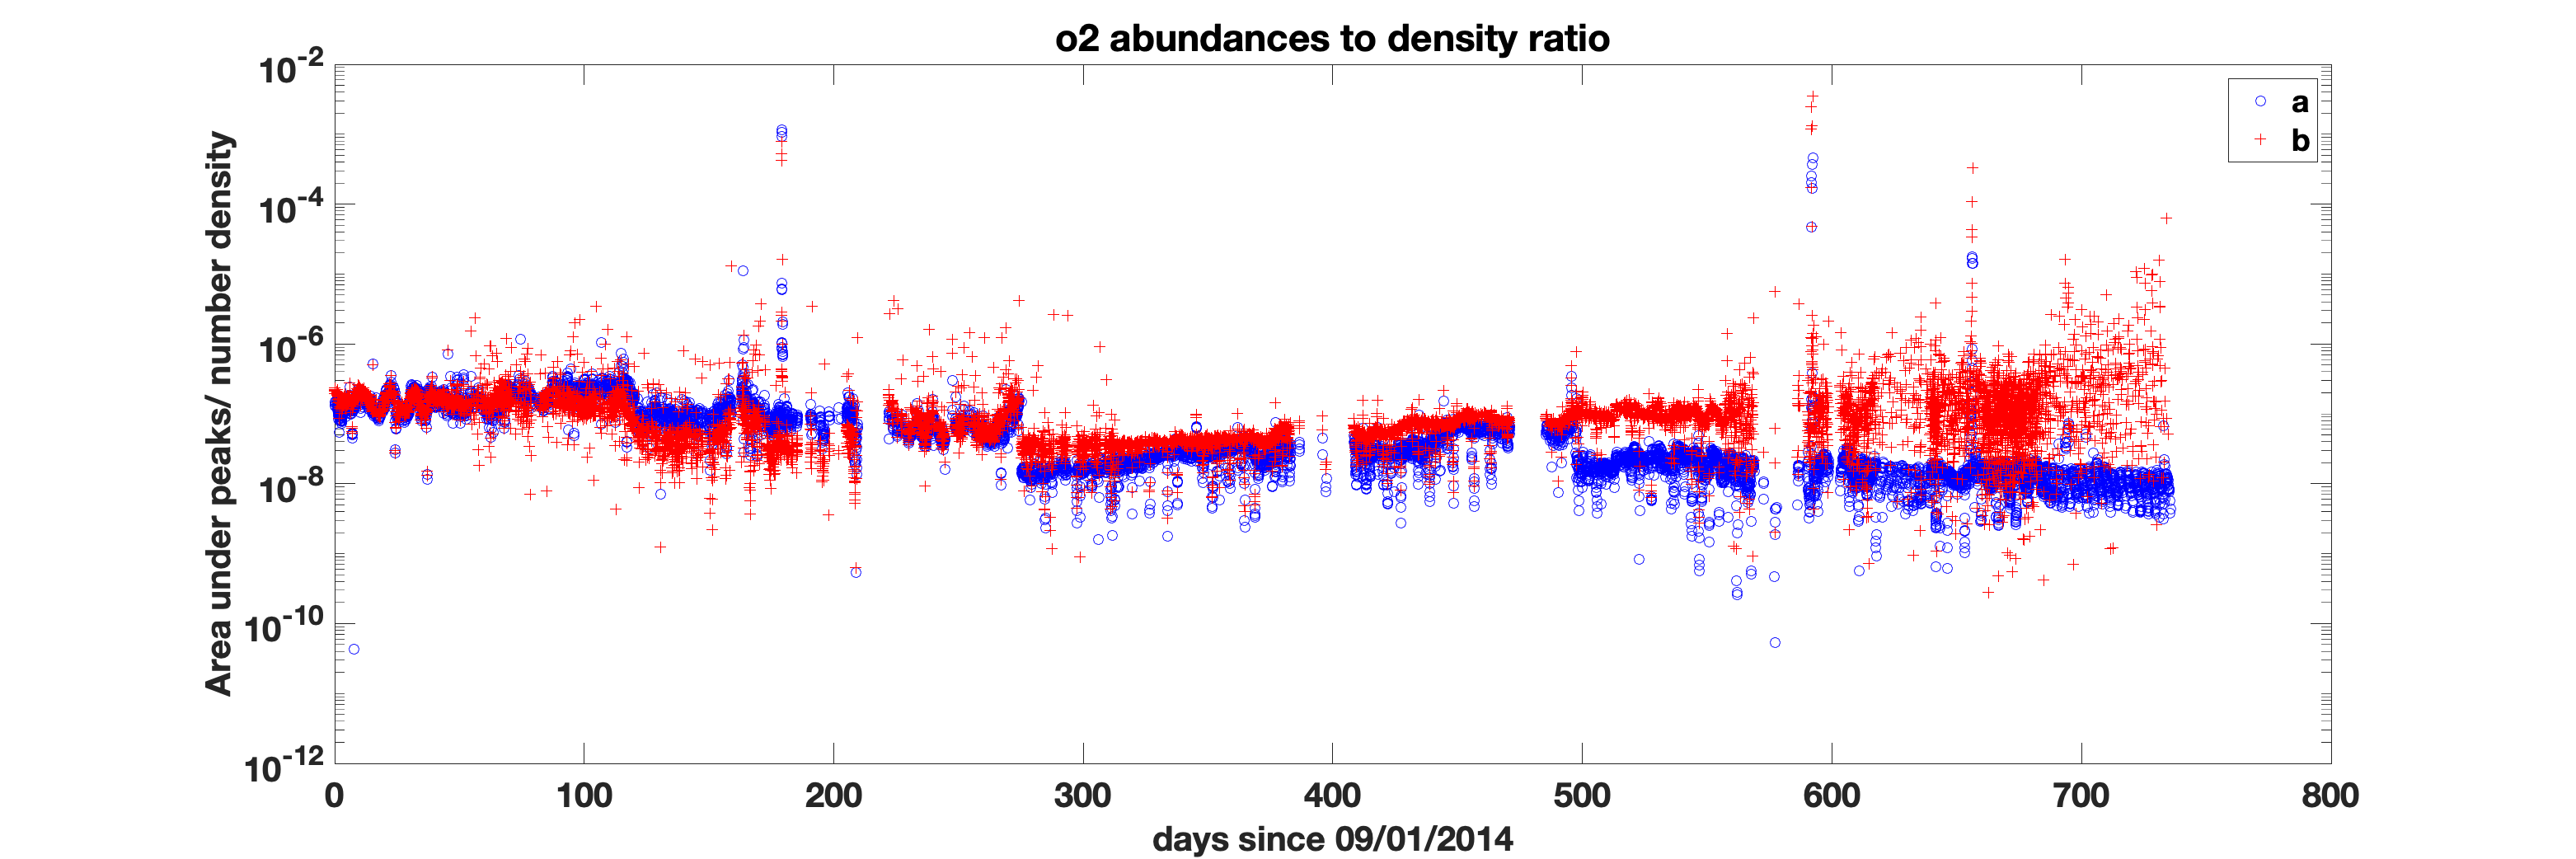 o2 abundances to density ratio
10-2
10-4
10-6
10-8
10-10
10-12
Area under peaks/ number density
a
b
0 100 200 300 400 500 600 700 800
days since 09/01/2014